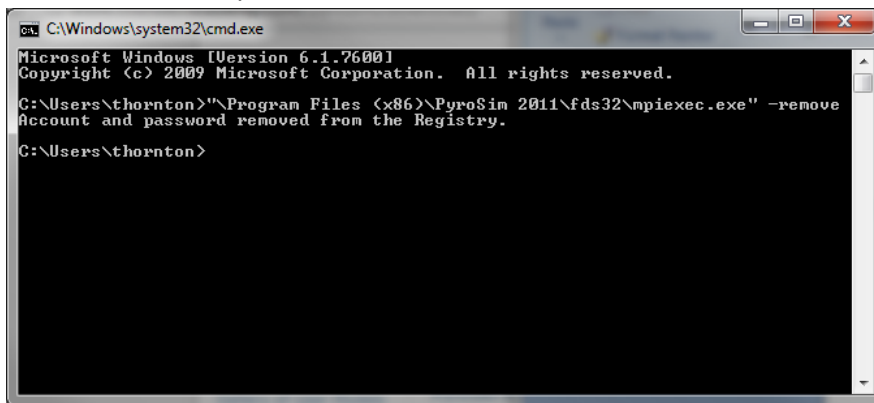 C:\Windows\system32\cmd.exe
Microsoft Windows [Version 6.1.7600]
Copyright (c) 2009 Microsoft Corporation.  All rights reserved.
C:\Users\thornton>"\Program Files (x86)\PyroSim 2011\fds32\mpiexec.exe" -remove
Account and password removed from the Registry.
C:\Users\thornton>